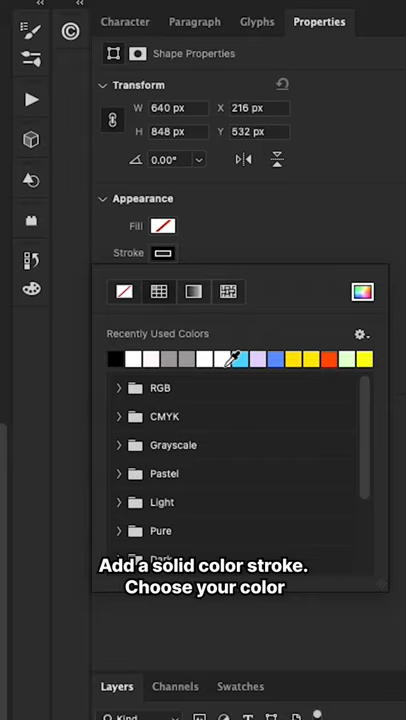 Character Paragraph Glyphs Properties
©
Shape Properties
Transform
W 640 px X 216 px
H 848 px Y 532 px
0.00°
Appearance
Fill
Stroke
Recently Used Colors
RGB
CMYK
Grayscale
Pastel
Light
Pure
Dark
Add a solid color stroke.
Choose your color
Layers Channels Swatches
Kind
T